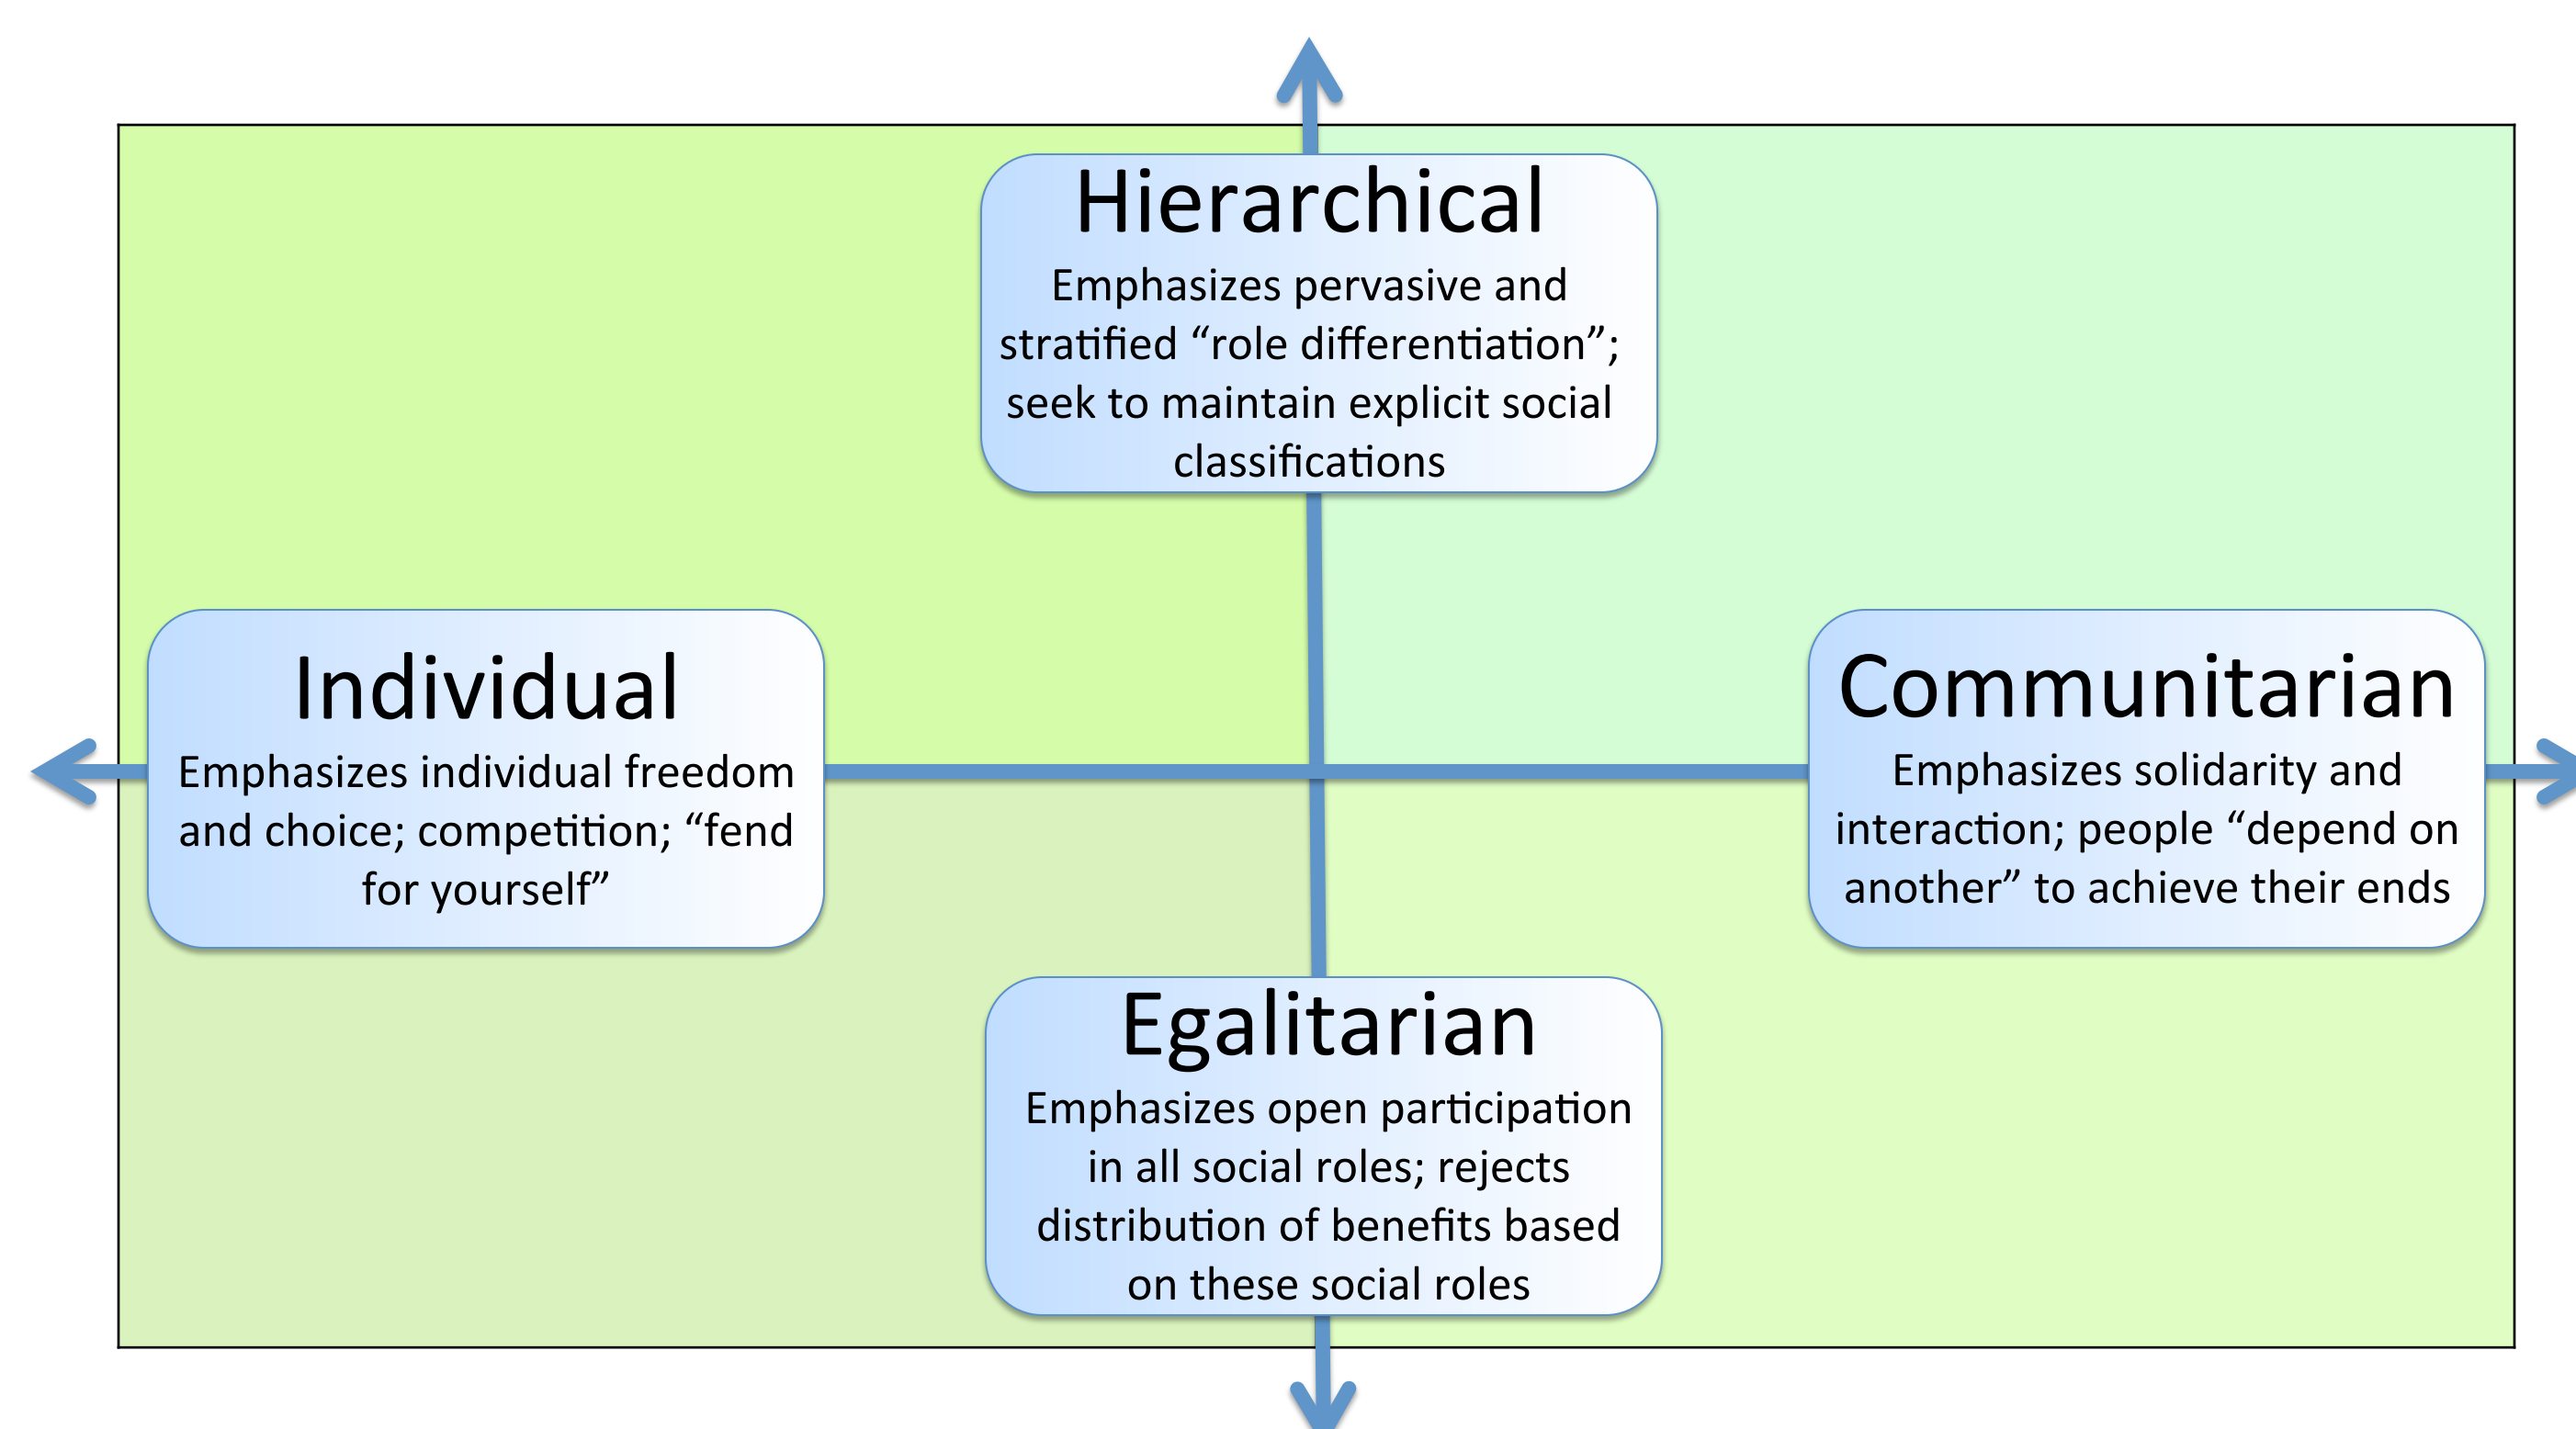 Hierarchical
Emphasizes pervasive and
stratified “role differentiation”;
seek to maintain explicit social
classifications
Individual
Emphasizes individual freedom
and choice; competition; “fend
for yourself”
Communitarian
Emphasizes solidarity and
interaction; people “depend on
another” to achieve their ends
Egalitarian
Emphasizes open participation
in all social roles; rejects
distribution of benefits based
on these social roles